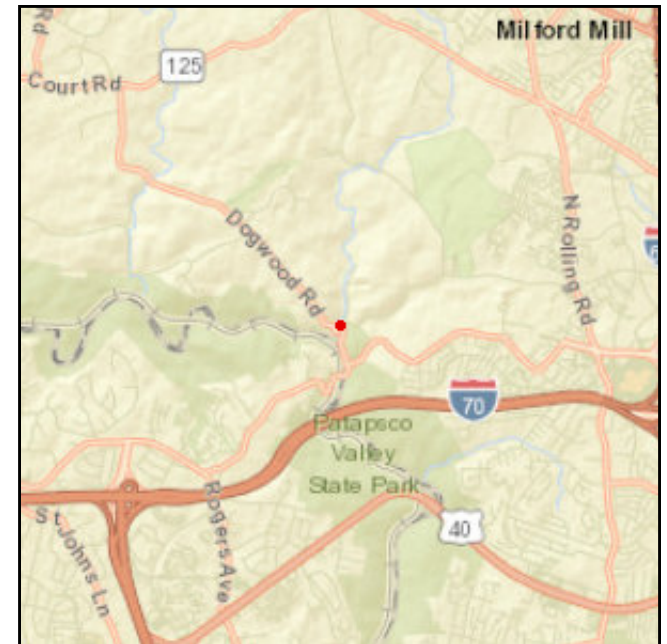 Milford Mill
Rd
125
Court Rd
Dogwood Rd
N Rolling Rd
70
Patapsco
Valley
State Park
St Johns Ln
Rogers Ave
40